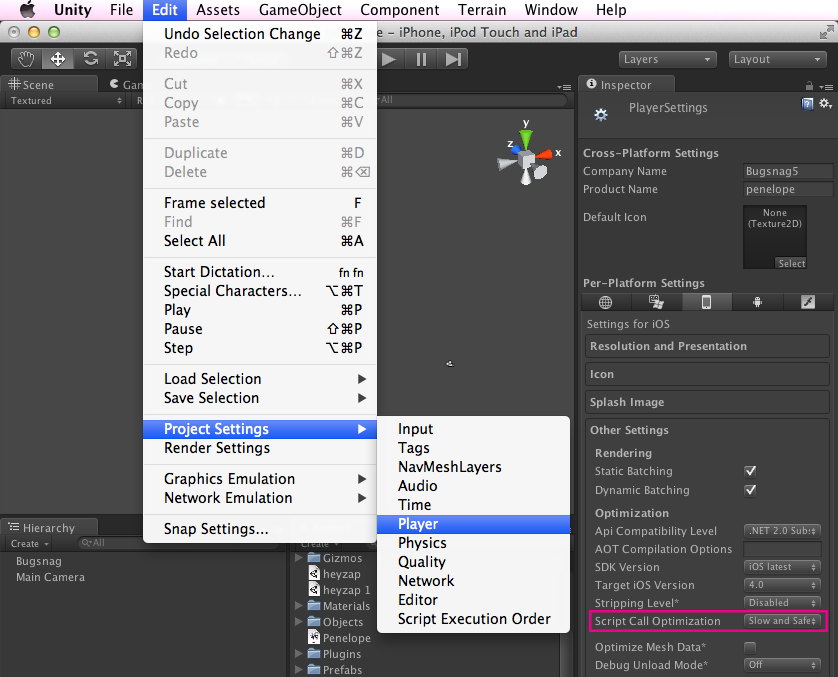 Unity File Edit Assets GameObject Component Terrain Window Help
e - iPhone, iPod Touch and iPad
Layers Layout
Scene
Textured
All
Undo Selection Change ⌘Z
Redo ⇧⌘Z
Cut ⌘X
Copy ⌘C
Paste ⌘V
Duplicate ⌘D
Delete ⌘⌫
Frame selected F
Find ⌘F
Select All ⌘A
Start Dictation... fn fn
Special Characters... ⌥⌘T
Play ⌘P
Pause ⇧⌘P
Step ⌥⌘P
Load Selection
Save Selection
Project Settings
Render Settings
Graphics Emulation
Network Emulation
Snap Settings...
Input
Tags
NavMeshLayers
Audio
Time
Player
Physics
Quality
Network
Editor
Script Execution Order
y
z x
Hierarchy
Create All
Bugsnag
Main Camera
Create
Gizmos
heyzap
heyzap 1
Materials
Objects
Penelope
Plugins
Prefabs
Inspector
PlayerSettings
Cross-Platform Settings
Company Name Bugsnag5
Product Name penelope
Default Icon
None
(Texture2D)
Select
Per-Platform Settings
Settings for iOS
Resolution and Presentation
Icon
Splash Image
Other Settings
Rendering
Static Batching
Dynamic Batching
Optimization
Api Compatibility Level .NET 2.0 Subs
AOT Compilation Options
SDK Version iOS latest
Target iOS Version 4.0
Stripping Level* Disabled
Script Call Optimization Slow and Safe
Optimize Mesh Data*
Debug Unload Mode* Off